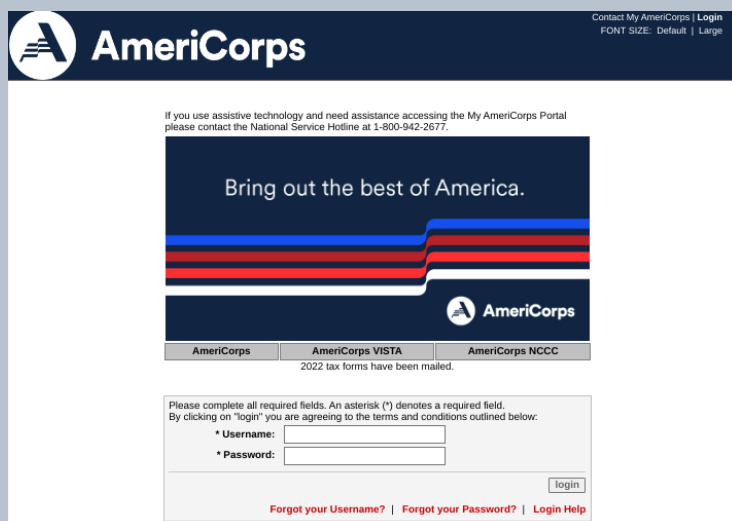 AmeriCorps
Contact My AmeriCorps | Login
FONT SIZE: Default | Large
If you use assistive technology and need assistance accessing the My AmeriCorps Portal
please contact the National Service Hotline at 1-800-942-2677.
Bring out the best of America.
AmeriCorps
AmeriCorps AmeriCorps VISTA AmeriCorps NCCC
2022 tax forms have been mailed.
Please complete all required fields. An asterisk (*) denotes a required field.
By clicking on "login" you are agreeing to the terms and conditions outlined below:
* Username:
* Password:
login
Forgot your Username? | Forgot your Password? | Login Help